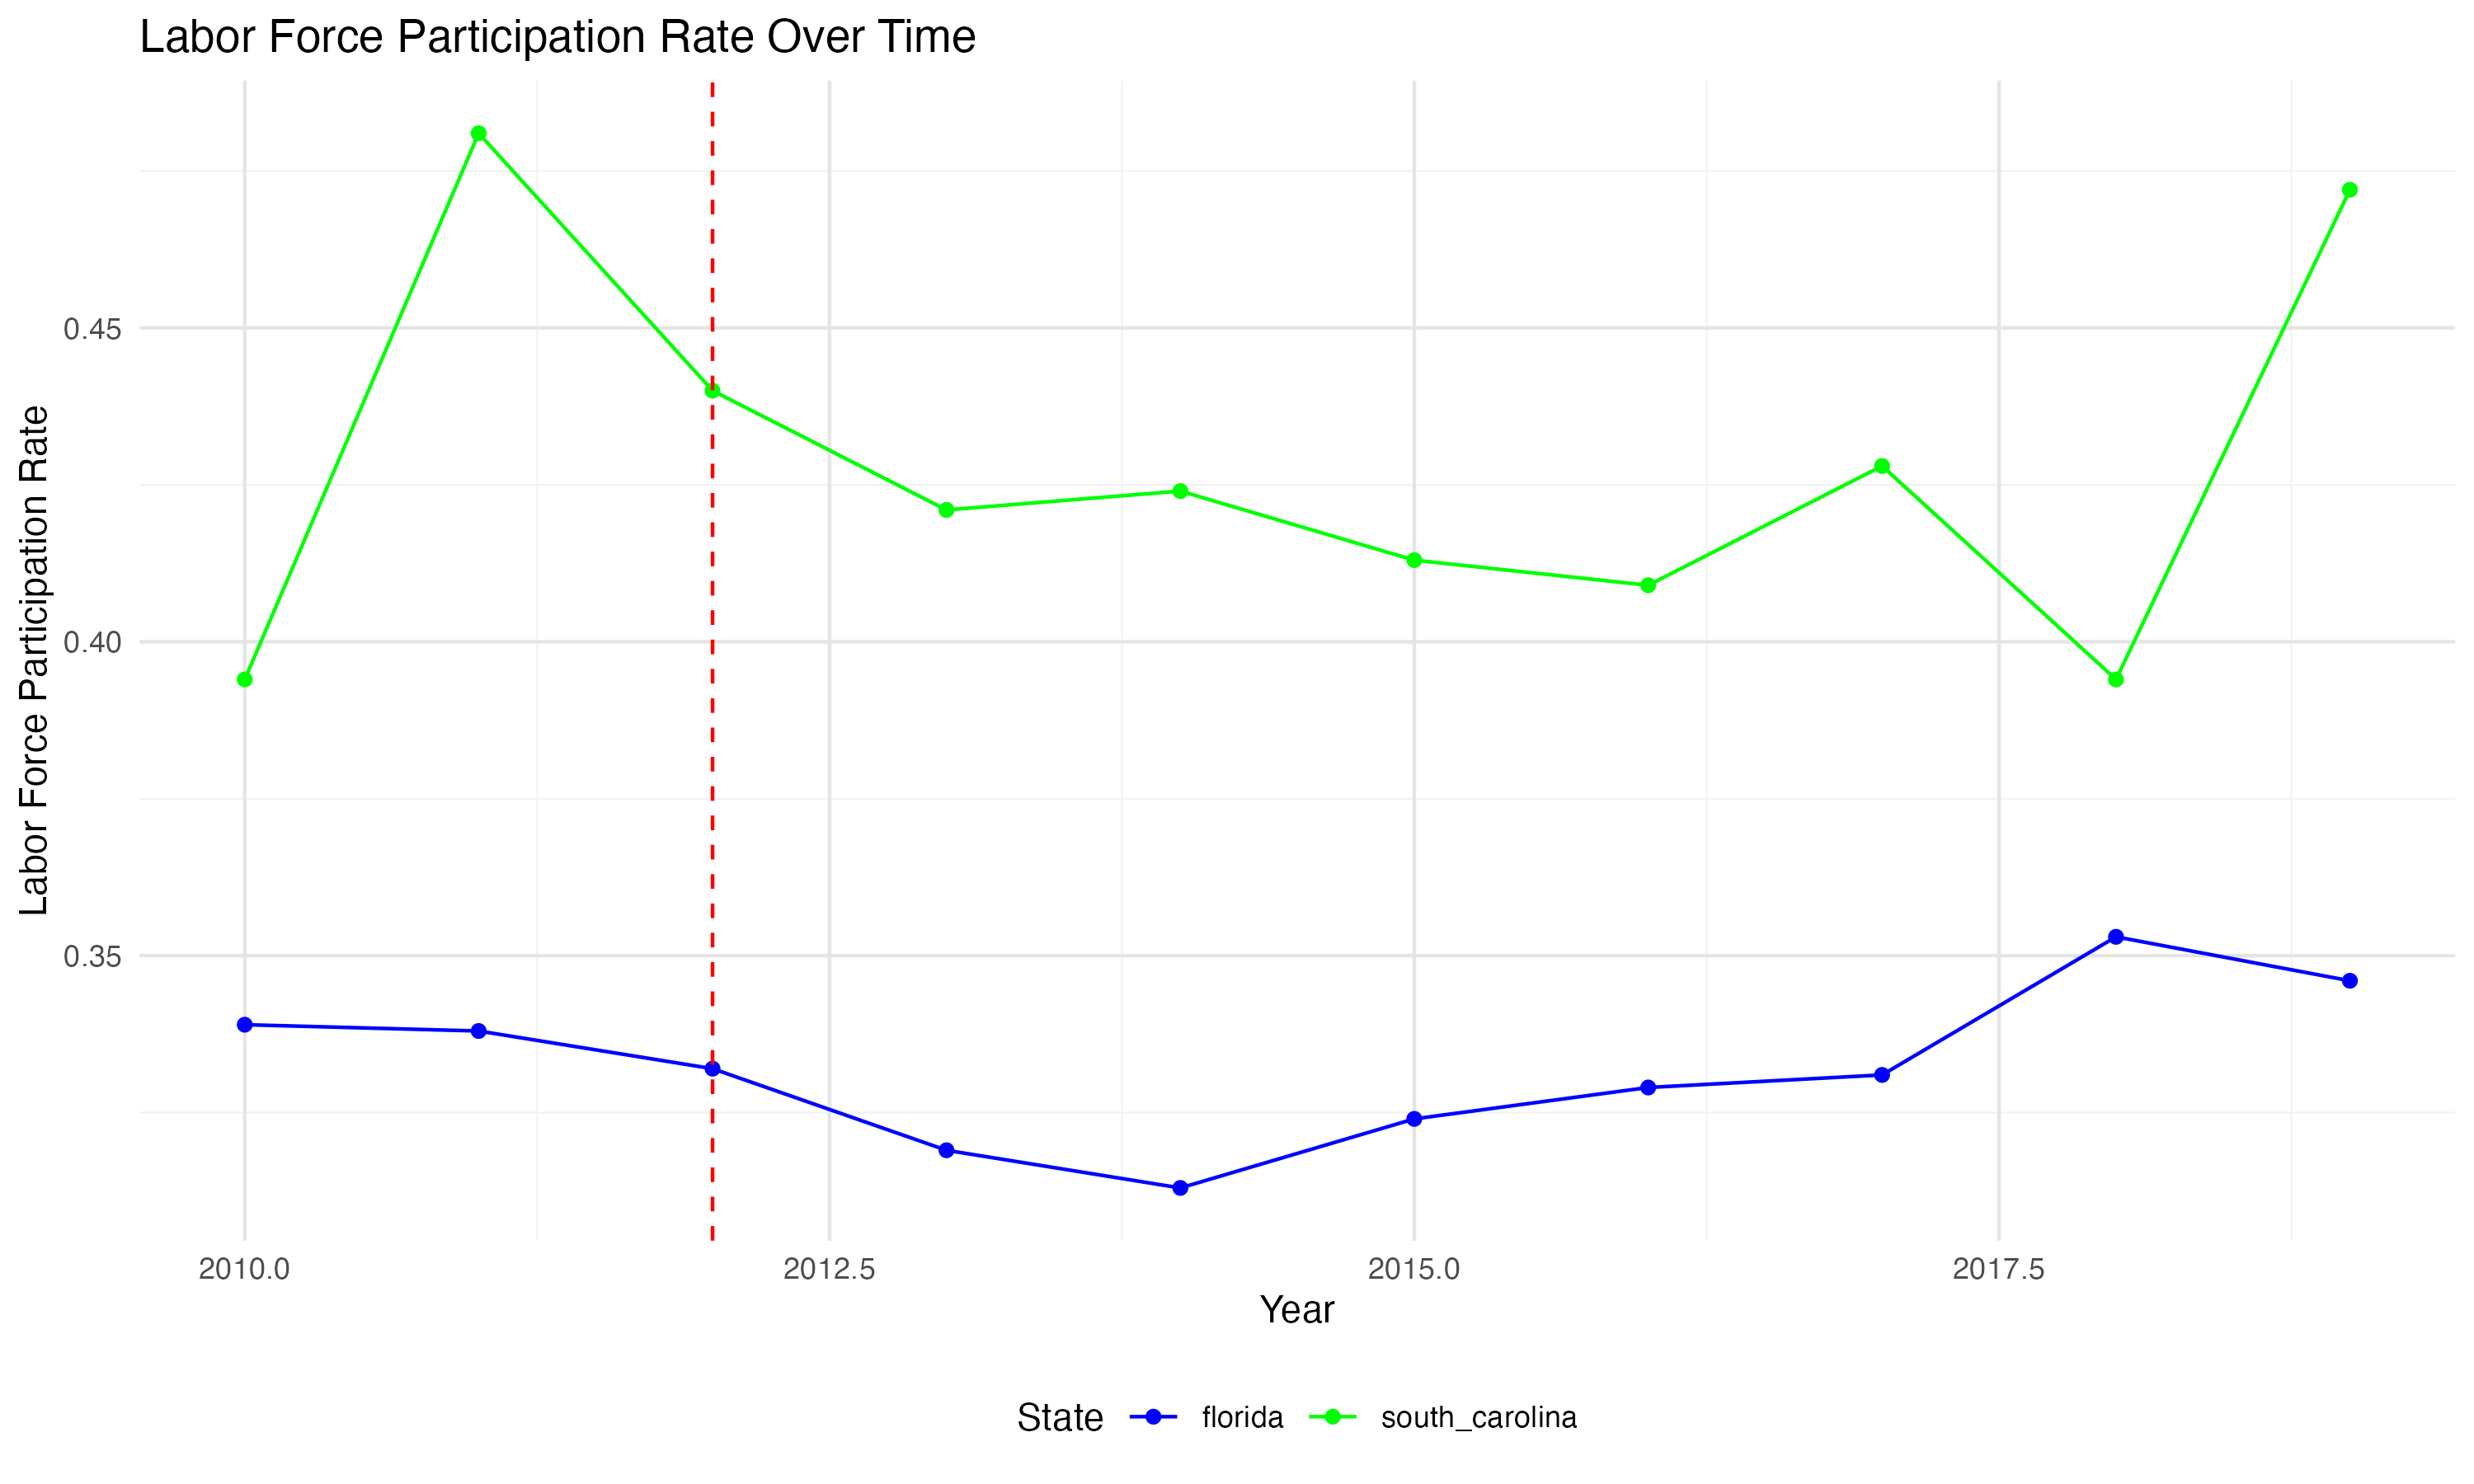 Labor Force Participation Rate Over Time
Labor Force Participation Rate
0.45
0.40
0.35
2010.0 2012.5 2015.0 2017.5
Year
State florida south_carolina